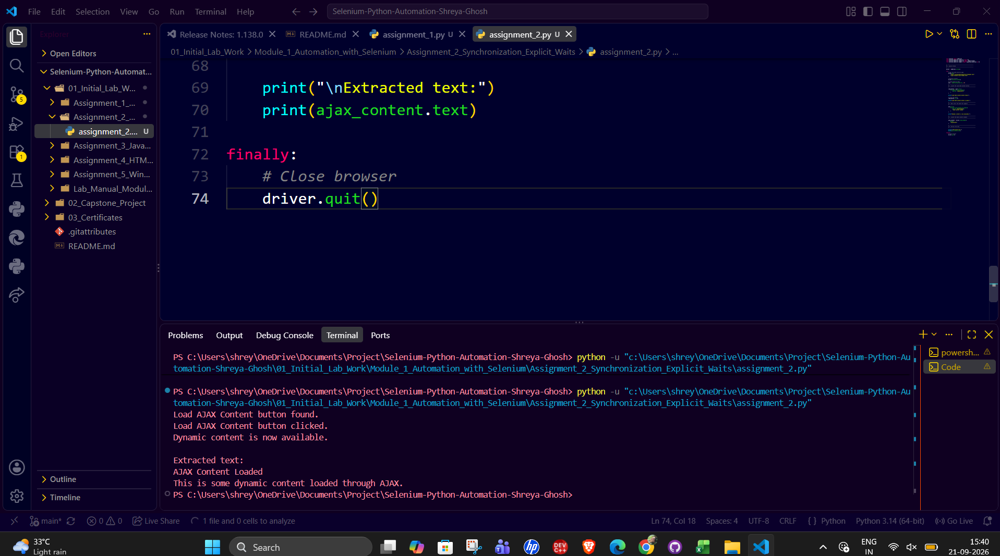 File Edit Selection View Go Run Terminal Help
Selenium-Python-Automation-Shreya-Ghosh
Explorer
Open Editors
Selenium-Python-Automat...
01_Initial_Lab_W...
Assignment_1_...
Assignment_2_...
assignment_2.... U
Assignment_3_Java...
Assignment_4_HTM...
Assignment_5_Win...
Lab_Manual_Modul...
02_Capstone_Project
03_Certificates
.gitattributes
README.md
Outline
Timeline
5
1
Release Notes: 1.138.0
README.md
assignment_1.py U
assignment_2.py U
01_Initial_Lab_Work > Module_1_Automation_with_Selenium > Assignment_2_Synchronization_Explicit_Waits > assignment_2.py > ...
68
69 print("\nExtracted text:")
70 print(ajax_content.text)
71
72 finally:
73 # Close browser
74 driver.quit()
Problems Output Debug Console Terminal Ports
powersh...
Code
PS C:\Users\shrey\OneDrive\Documents\Project\Selenium-Python-Automation-Shreya-Ghosh> python -u "c:\Users\shrey\OneDrive\Documents\Project\Selenium-Python-Au
tomation-Shreya-Ghosh\01_Initial_Lab_Work\Module_1_Automation_with_Selenium\Assignment_2_Synchronization_Explicit_Waits\assignment_2.py"
PS C:\Users\shrey\OneDrive\Documents\Project\Selenium-Python-Automation-Shreya-Ghosh> python -u "c:\Users\shrey\OneDrive\Documents\Project\Selenium-Python-Au
tomation-Shreya-Ghosh\01_Initial_Lab_Work\Module_1_Automation_with_Selenium\Assignment_2_Synchronization_Explicit_Waits\assignment_2.py"
Load AJAX Content button found.
Load AJAX Content button clicked.
Dynamic content is now available.
Extracted text:
AJAX Content Loaded
This is some dynamic content loaded through AJAX.
PS C:\Users\shrey\OneDrive\Documents\Project\Selenium-Python-Automation-Shreya-Ghosh>
main* 0 0 Live Share 1 file and 0 cells to analyze
Ln 74, Col 18 Spaces: 4 UTF-8 CRLF { } Python Python 3.14 (64-bit) Go Live
33°C
Light rain
Search
hp
DEV C++
ENG
IN
15:40
21-09-2026